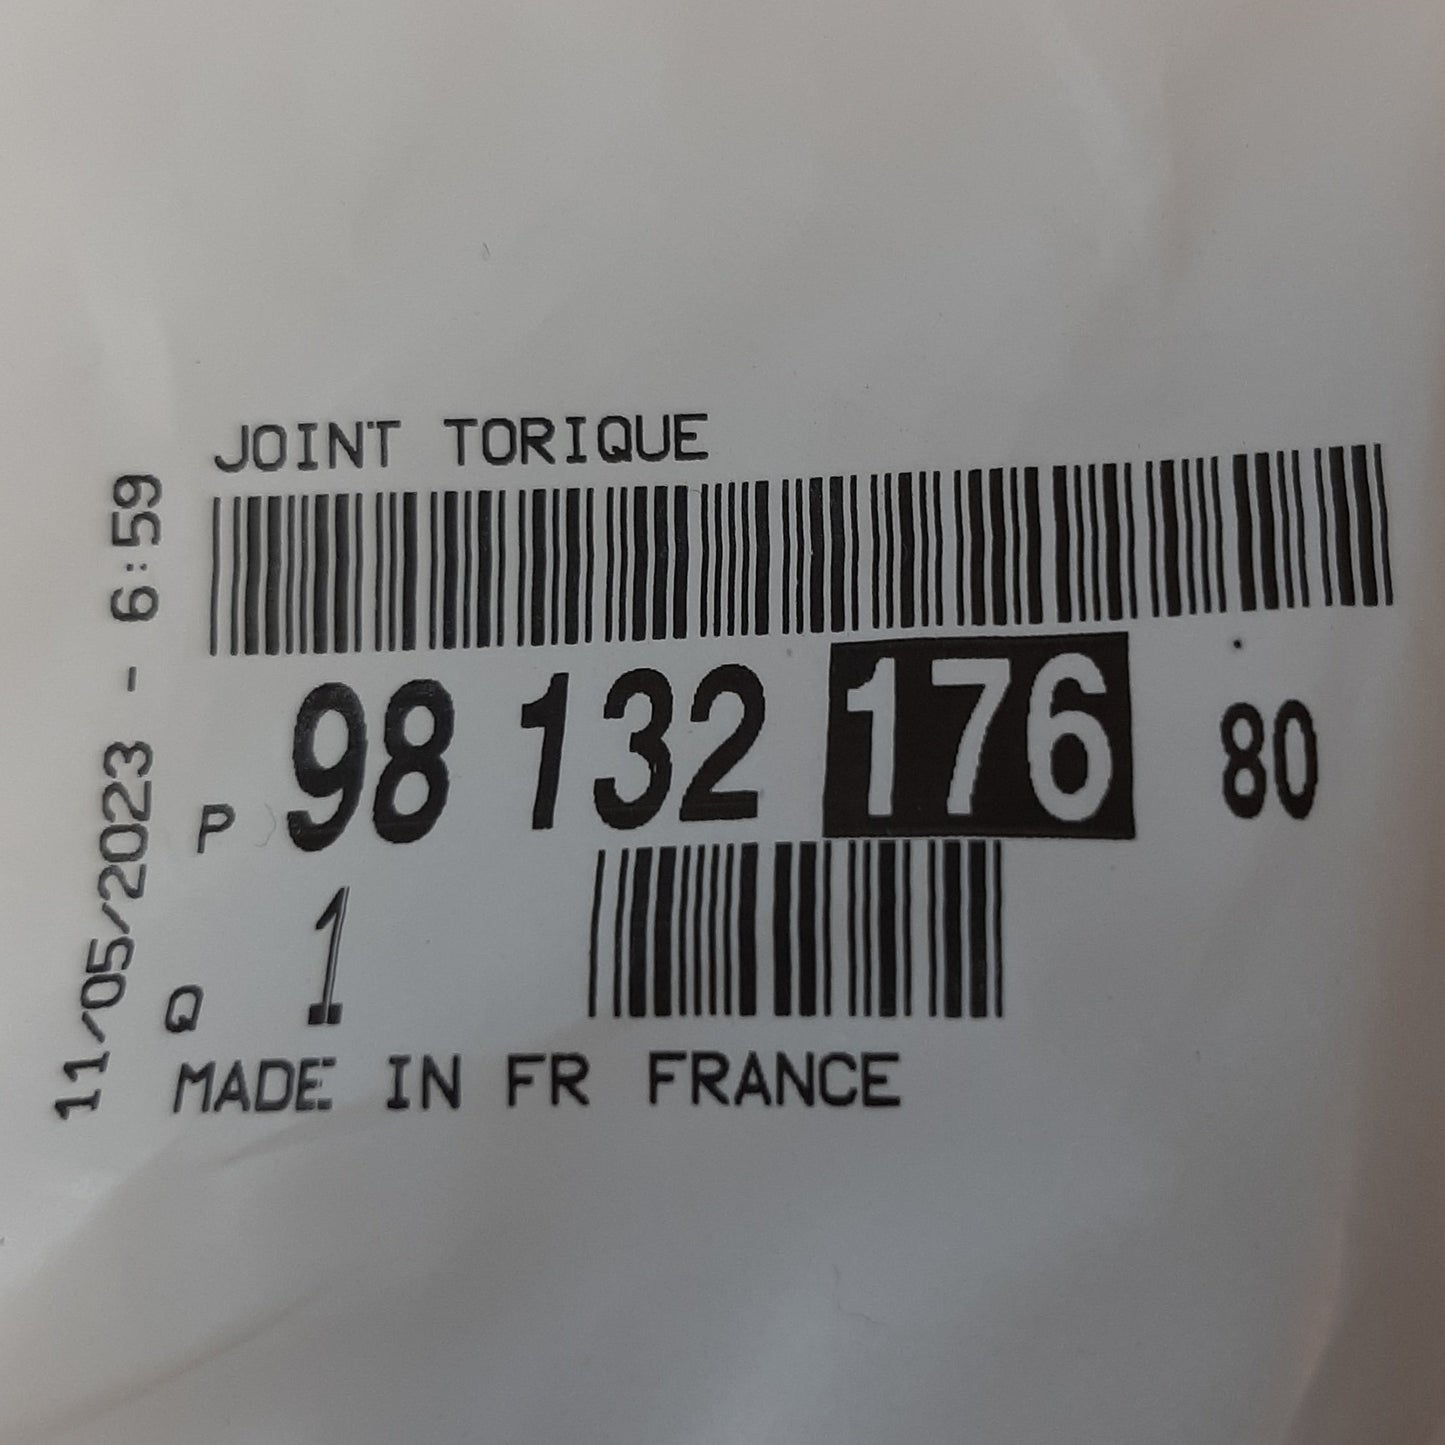 JOINT TORIQUE
P 98 132 176 80
Q 1
MADE IN FR FRANCE
11/05/2023 - 6:59